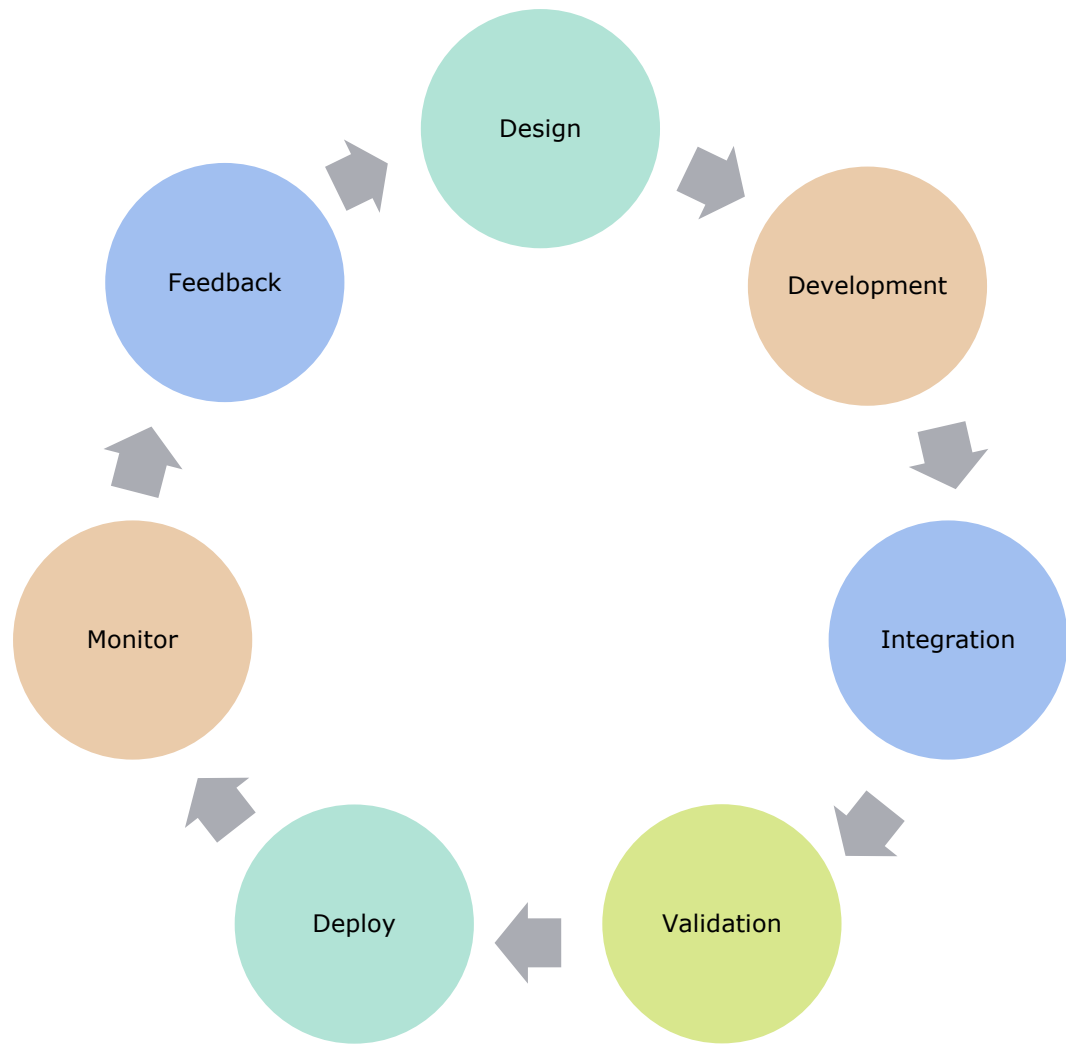 Design
Development
Integration
Validation
Deploy
Monitor
Feedback